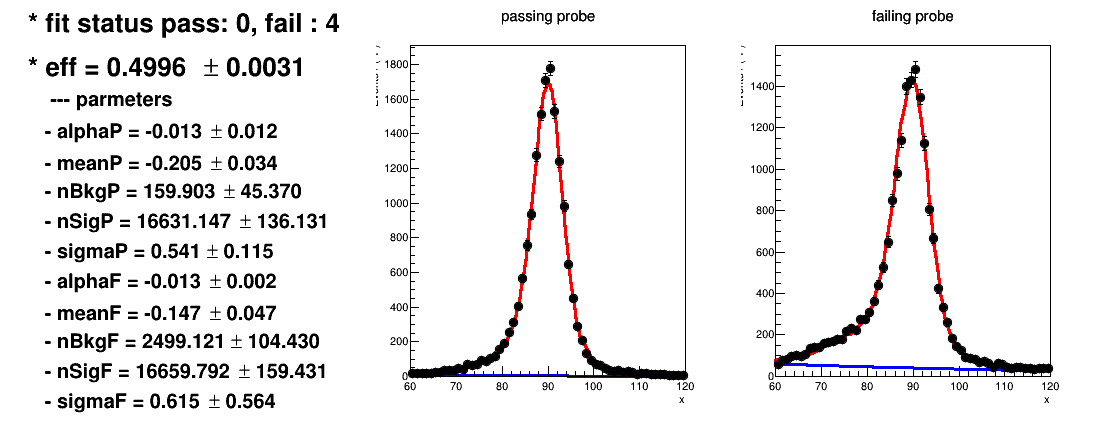 * fit status pass: 0, fail : 4
* eff = 0.4996 ± 0.0031
--- parmeters
- alphaP = -0.013 ± 0.012
- meanP = -0.205 ± 0.034
- nBkgP = 159.903 ± 45.370
- nSigP = 16631.147 ± 136.131
- sigmaP = 0.541 ± 0.115
- alphaF = -0.013 ± 0.002
- meanF = -0.147 ± 0.047
- nBkgF = 2499.121 ± 104.430
- nSigF = 16659.792 ± 159.431
- sigmaF = 0.615 ± 0.564
passing probe
1800
1600
1400
1200
1000
800
600
400
200
0
60 70 80 90 100 110 120
x
failing probe
1400
1200
1000
800
600
400
200
0
60 70 80 90 100 110 120
x